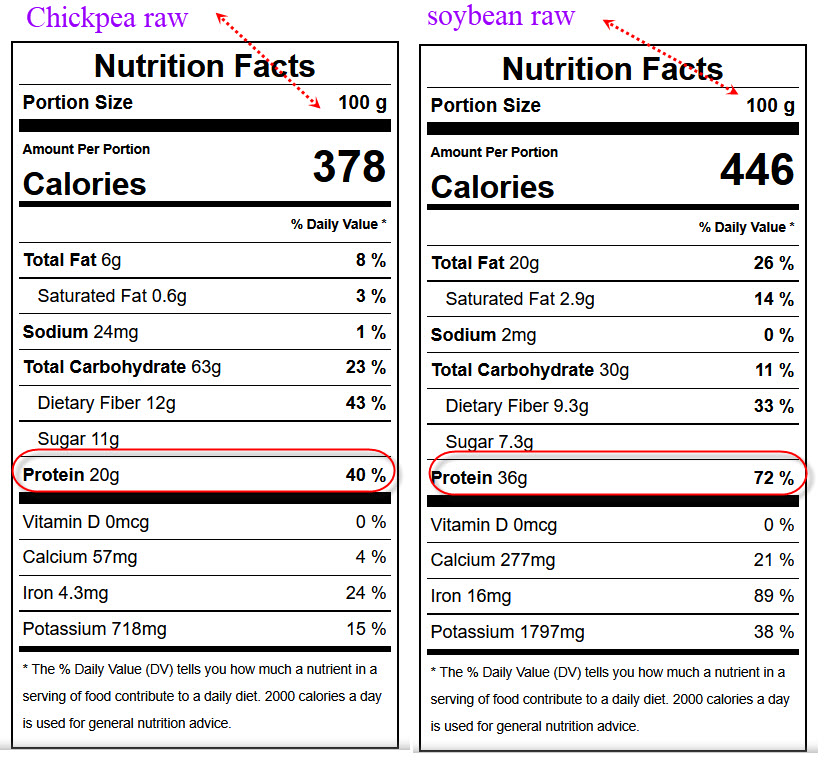 Chickpea raw
Nutrition Facts
Portion Size 100 g
Amount Per Portion
Calories 378
% Daily Value *
Total Fat 6g 8 %
Saturated Fat 0.6g 3 %
Sodium 24mg 1 %
Total Carbohydrate 63g 23 %
Dietary Fiber 12g 43 %
Sugar 11g
Protein 20g 40 %
Vitamin D 0mcg 0 %
Calcium 57mg 4 %
Iron 4.3mg 24 %
Potassium 718mg 15 %
* The % Daily Value (DV) tells you how much a nutrient in a
serving of food contribute to a daily diet. 2000 calories a day
is used for general nutrition advice.
soybean raw
Nutrition Facts
Portion Size 100 g
Amount Per Portion
Calories 446
% Daily Value *
Total Fat 20g 26 %
Saturated Fat 2.9g 14 %
Sodium 2mg 0 %
Total Carbohydrate 30g 11 %
Dietary Fiber 9.3g 33 %
Sugar 7.3g
Protein 36g 72 %
Vitamin D 0mcg 0 %
Calcium 277mg 21 %
Iron 16mg 89 %
Potassium 1797mg 38 %
* The % Daily Value (DV) tells you how much a nutrient in a
serving of food contribute to a daily diet. 2000 calories a day
is used for general nutrition advice.